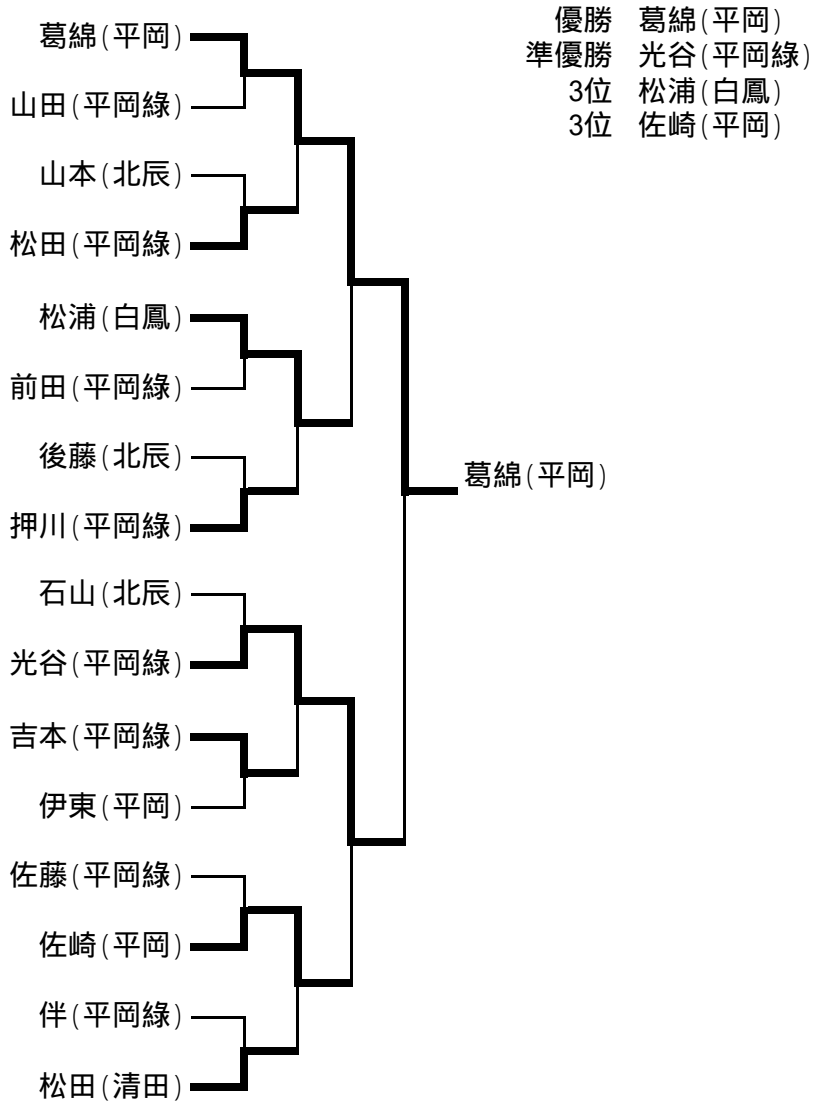 葛綿(平岡)
山田(平岡緑)
山本(北辰)
松田(平岡緑)
松浦(白鳳)
前田(平岡緑)
後藤(北辰)
押川(平岡緑)
石山(北辰)
光谷(平岡緑)
吉本(平岡緑)
伊東(平岡)
佐藤(平岡緑)
佐崎(平岡)
伴(平岡緑)
松田(清田)
葛綿(平岡)
優勝 葛綿(平岡)
準優勝 光谷(平岡緑)
3位 松浦(白鳳)
3位 佐崎(平岡)